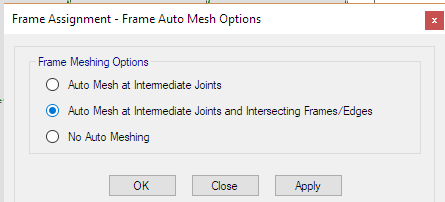 Frame Assignment - Frame Auto Mesh Options
x
Frame Meshing Options
Auto Mesh at Intermediate Joints
Auto Mesh at Intermediate Joints and Intersecting Frames/Edges
No Auto Meshing
OK Close Apply